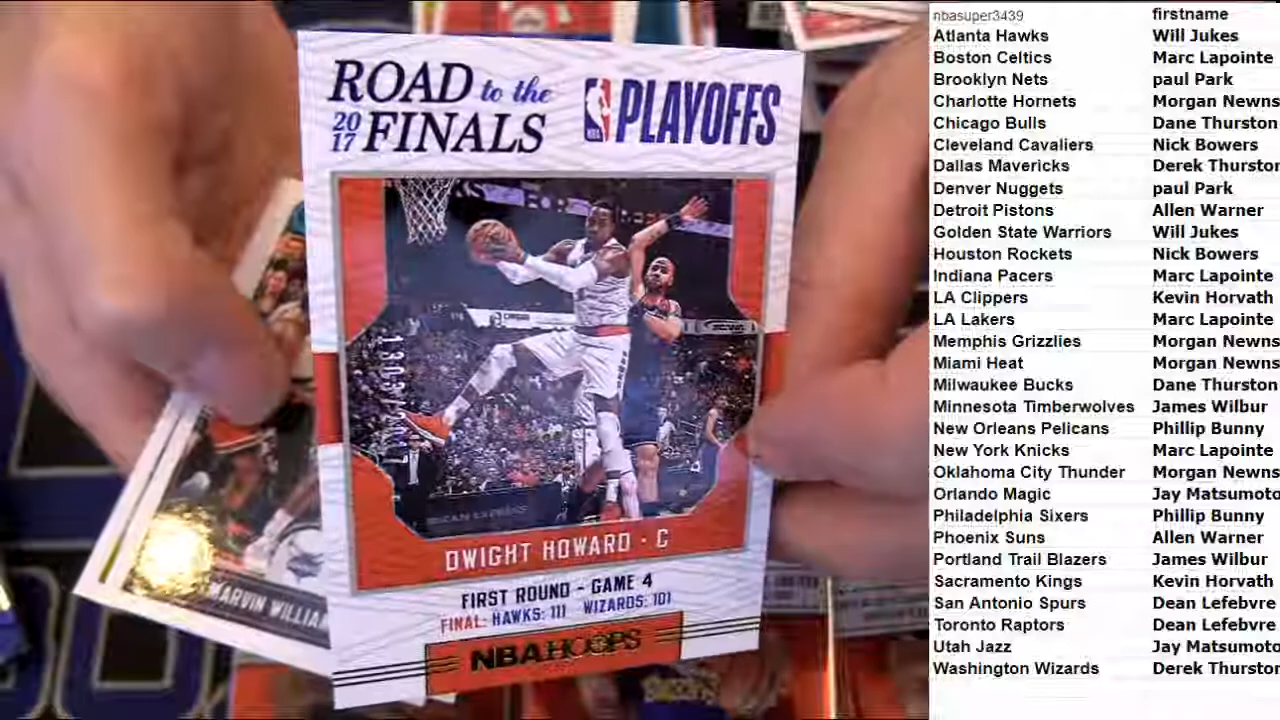 ROAD to the
2017 FINALS
NBA PLAYOFFS
DWIGHT HOWARD · C
FIRST ROUND - GAME 4
FINAL: HAWKS: 111 WIZARDS: 101
NBA HOOPS
MARVIN WILLIAM
nbasuper3439 firstname
Atlanta Hawks Will Jukes
Boston Celtics Marc Lapointe
Brooklyn Nets paul Park
Charlotte Hornets Morgan Newns
Chicago Bulls Dane Thurston
Cleveland Cavaliers Nick Bowers
Dallas Mavericks Derek Thurston
Denver Nuggets paul Park
Detroit Pistons Allen Warner
Golden State Warriors Will Jukes
Houston Rockets Nick Bowers
Indiana Pacers Marc Lapointe
LA Clippers Kevin Horvath
LA Lakers Marc Lapointe
Memphis Grizzlies Morgan Newns
Miami Heat Morgan Newns
Milwaukee Bucks Dane Thurston
Minnesota Timberwolves James Wilbur
New Orleans Pelicans Phillip Bunny
New York Knicks Marc Lapointe
Oklahoma City Thunder Morgan Newns
Orlando Magic Jay Matsumoto
Philadelphia Sixers Phillip Bunny
Phoenix Suns Allen Warner
Portland Trail Blazers James Wilbur
Sacramento Kings Kevin Horvath
San Antonio Spurs Dean Lefebvre
Toronto Raptors Dean Lefebvre
Utah Jazz Jay Matsumoto
Washington Wizards Derek Thurston